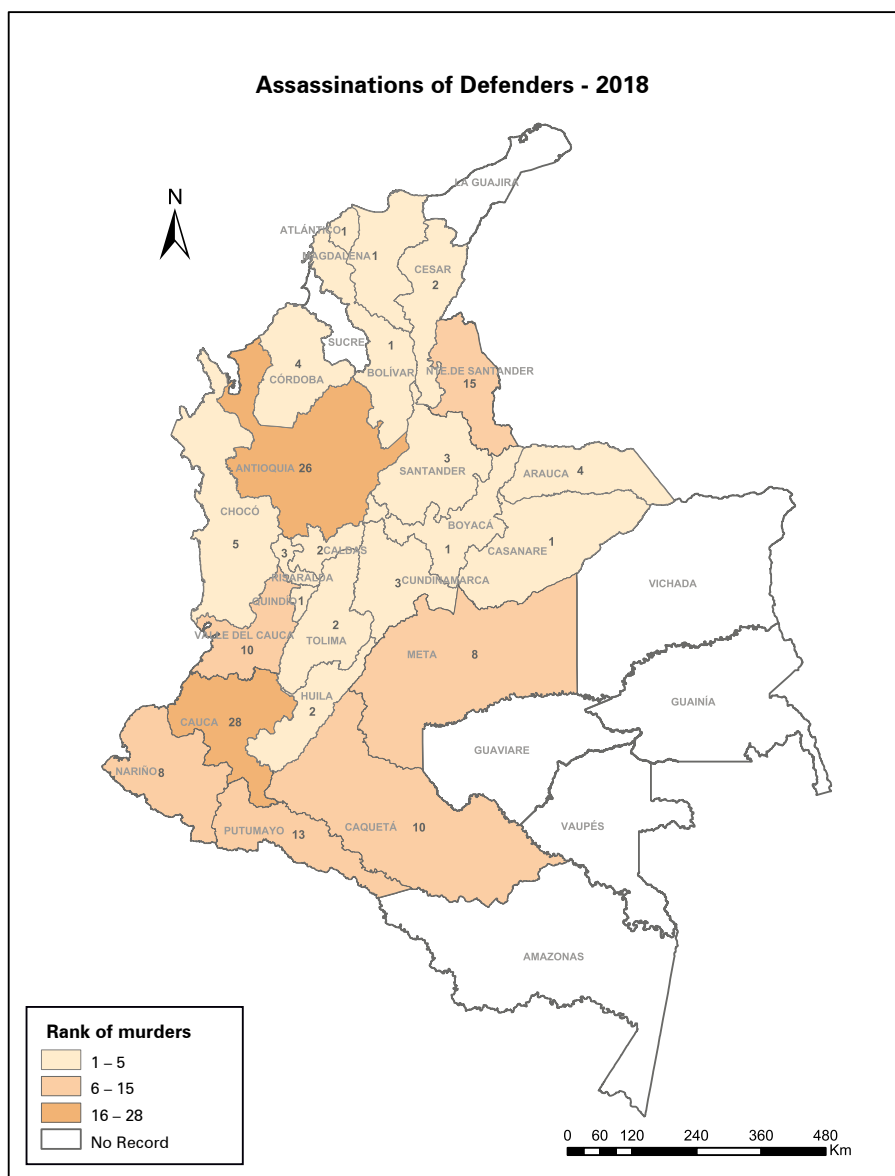 Assassinations of Defenders - 2018
N
LA GUAJIRA
ATLÁNTICO 1
MAGDALENA 1
CESAR
2
SUCRE
1
BOLÍVAR
4
CÓRDOBA
NTE.DE SANTANDER
15
ANTIOQUIA 26
3
SANTANDER
ARAUCA 4
CHOCÓ
5
BOYACÁ
1
CASANARE
1
3
2 CALDAS
RISARALDA
CUNDINAMARCA
3
VICHADA
QUINDÍO 1
2
TOLIMA
VALLE DEL CAUCA
10
META 8
GUAINÍA
HUILA
2
CAUCA 28
GUAVIARE
NARIÑO 8
PUTUMAYO 13
CAQUETÁ 10
VAUPÉS
AMAZONAS
Rank of murders
1 – 5
6 – 15
16 – 28
No Record
0 60 120 240 360 480
Km